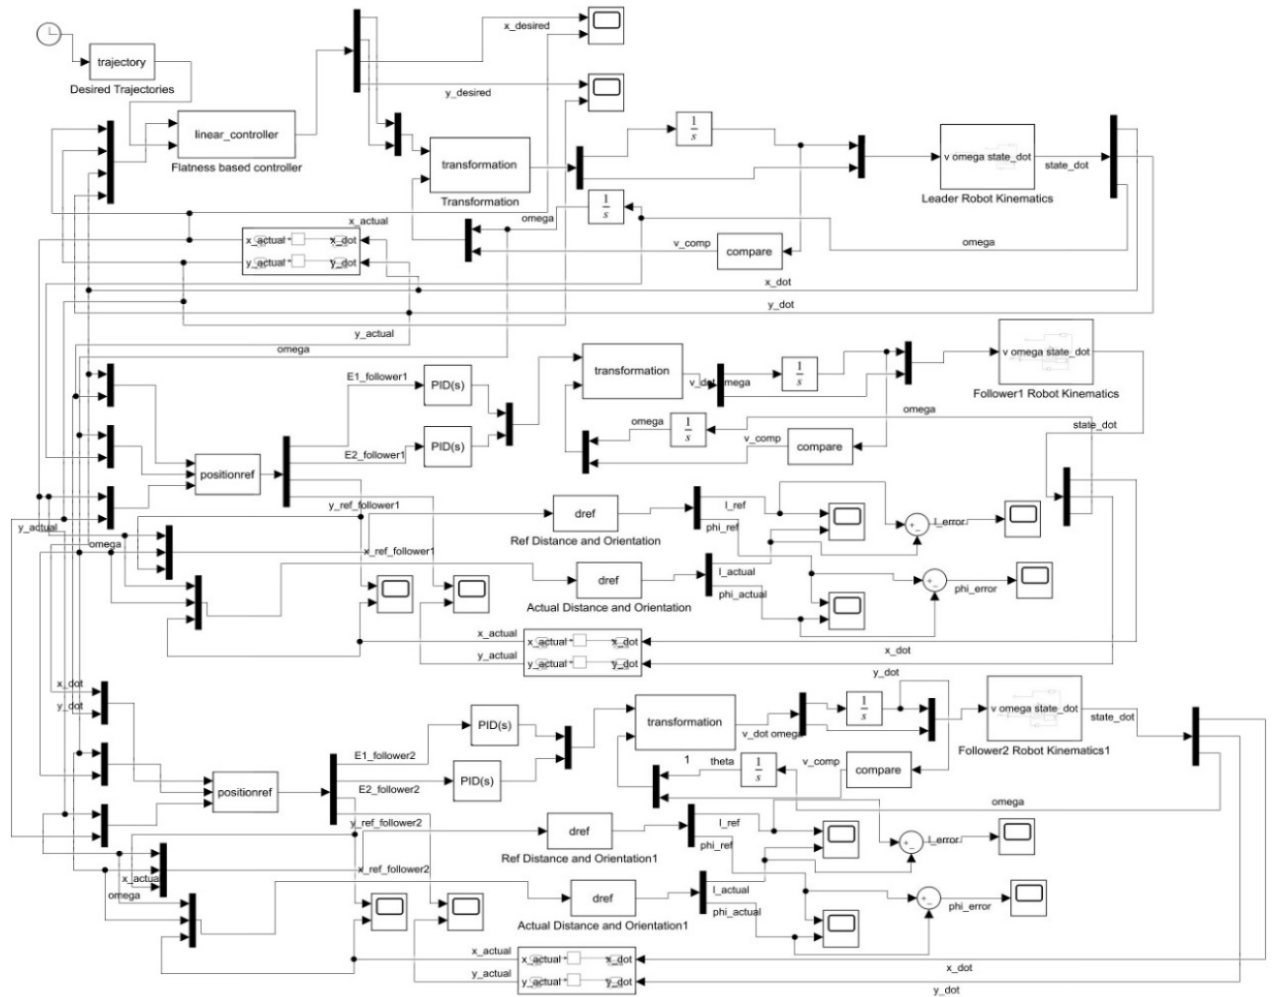 x_desired
trajectory
Desired Trajectories
y_desired
linear_controller
Flatness based controller
transformation
Transformation
1
s
v omega state_dot
state_dot
Leader Robot Kinematics
1
s
omega
x_actual
x_actual
x_dot
y_actual
y_dot
v_comp
compare
omega
x_dot
y_dot
y_actual
omega
E1_follower1
PID(s)
transformation
1
s
v omega state_dot
Follower1 Robot Kinematics
omega
state_dot
omega
1
s
v_comp
compare
E2_follower1
PID(s)
positionref
y_ref_follower1
dref
Ref Distance and Orientation
l_ref
phi_ref
l_error
y_actual
omega
x_ref_follower1
dref
Actual Distance and Orientation
l_actual
phi_actual
phi_error
x_actual
x_actual
x_dot
y_actual
y_actual
y_dot
x_dot
y_dot
x_dot
y_dot
PID(s)
transformation
v_dot omega
1
s
v omega state_dot
state_dot
Follower2 Robot Kinematics1
E1_follower2
1
theta
1
s
v_comp
compare
E2_follower2
PID(s)
positionref
omega
y_ref_follower2
dref
Ref Distance and Orientation1
l_ref
phi_ref
l_error
x_ref_follower2
omega
dref
Actual Distance and Orientation1
l_actual
phi_actual
phi_error
x_actual
x_actual
x_dot
y_actual
y_actual
y_dot
x_dot
y_dot